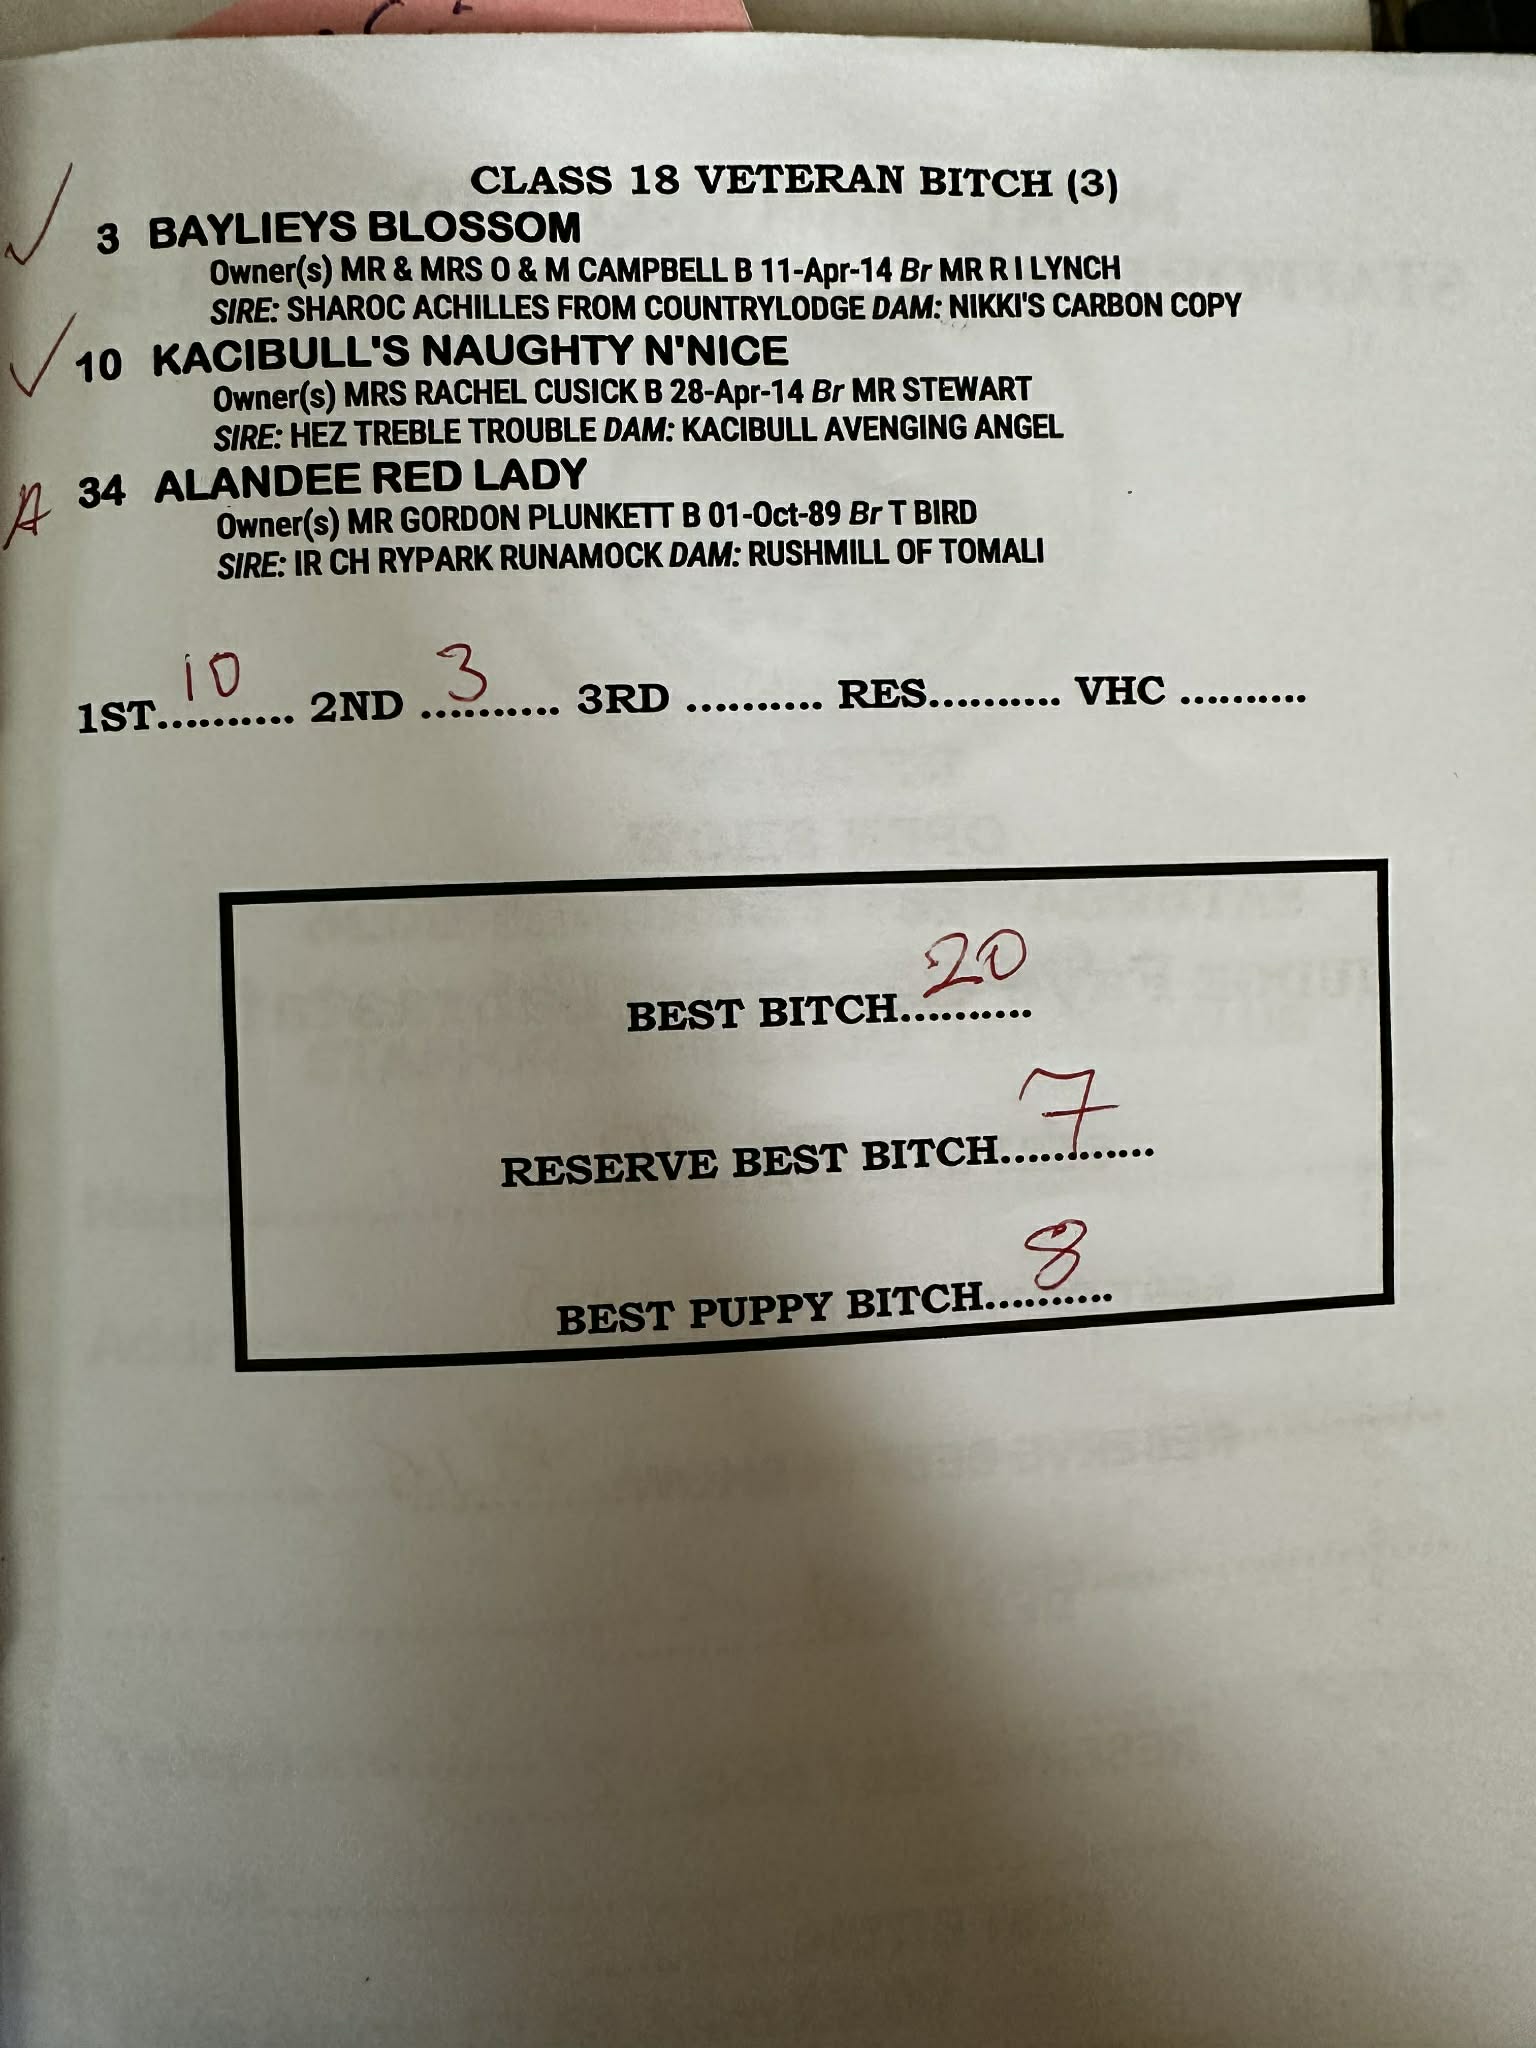 CLASS 18 VETERAN BITCH (3)
✓ 3 BAYLIEYS BLOSSOM
Owner(s) MR & MRS O & M CAMPBELL B 11-Apr-14 Br MR R I LYNCH
SIRE: SHAROC ACHILLES FROM COUNTRYLODGE DAM: NIKKI'S CARBON COPY
✓ 10 KACIBULL'S NAUGHTY N'NICE
Owner(s) MRS RACHEL CUSICK B 28-Apr-14 Br MR STEWART
SIRE: HEZ TREBLE TROUBLE DAM: KACIBULL AVENGING ANGEL
A 34 ALANDEE RED LADY
Owner(s) MR GORDON PLUNKETT B 01-Oct-89 Br T BIRD
SIRE: IR CH RYPARK RUNAMOCK DAM: RUSHMILL OF TOMALI
1ST....10...... 2ND ....3...... 3RD .......... RES.......... VHC ..........
BEST BITCH....20......
RESERVE BEST BITCH.....7.......
BEST PUPPY BITCH.....8.....